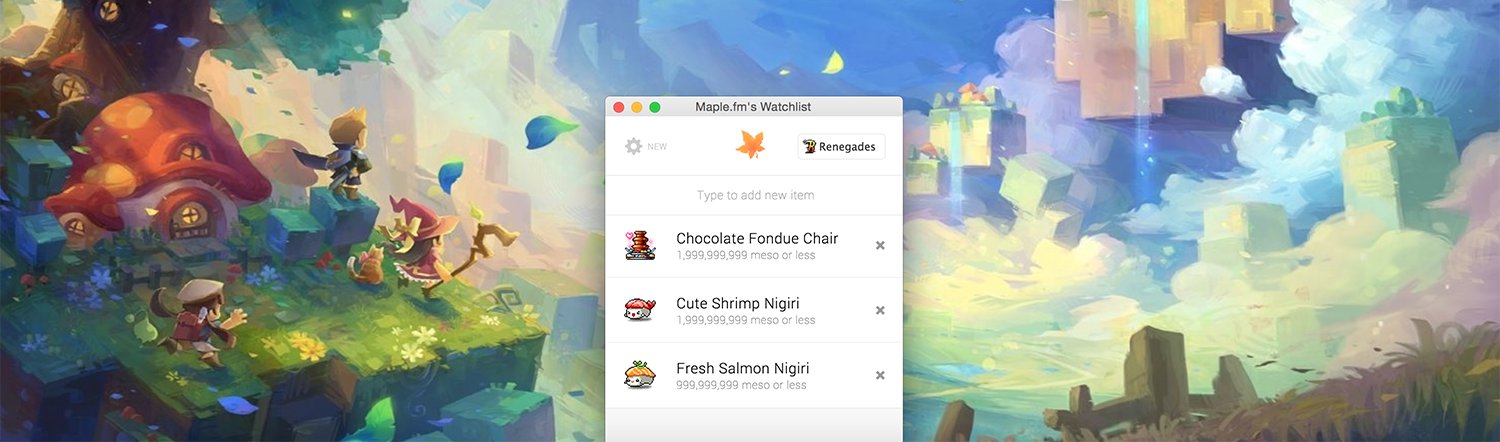 Maple.fm's Watchlist
NEW
Renegades
Type to add new item
Chocolate Fondue Chair
1,999,999,999 meso or less
Cute Shrimp Nigiri
1,999,999,999 meso or less
Fresh Salmon Nigiri
999,999,999 meso or less